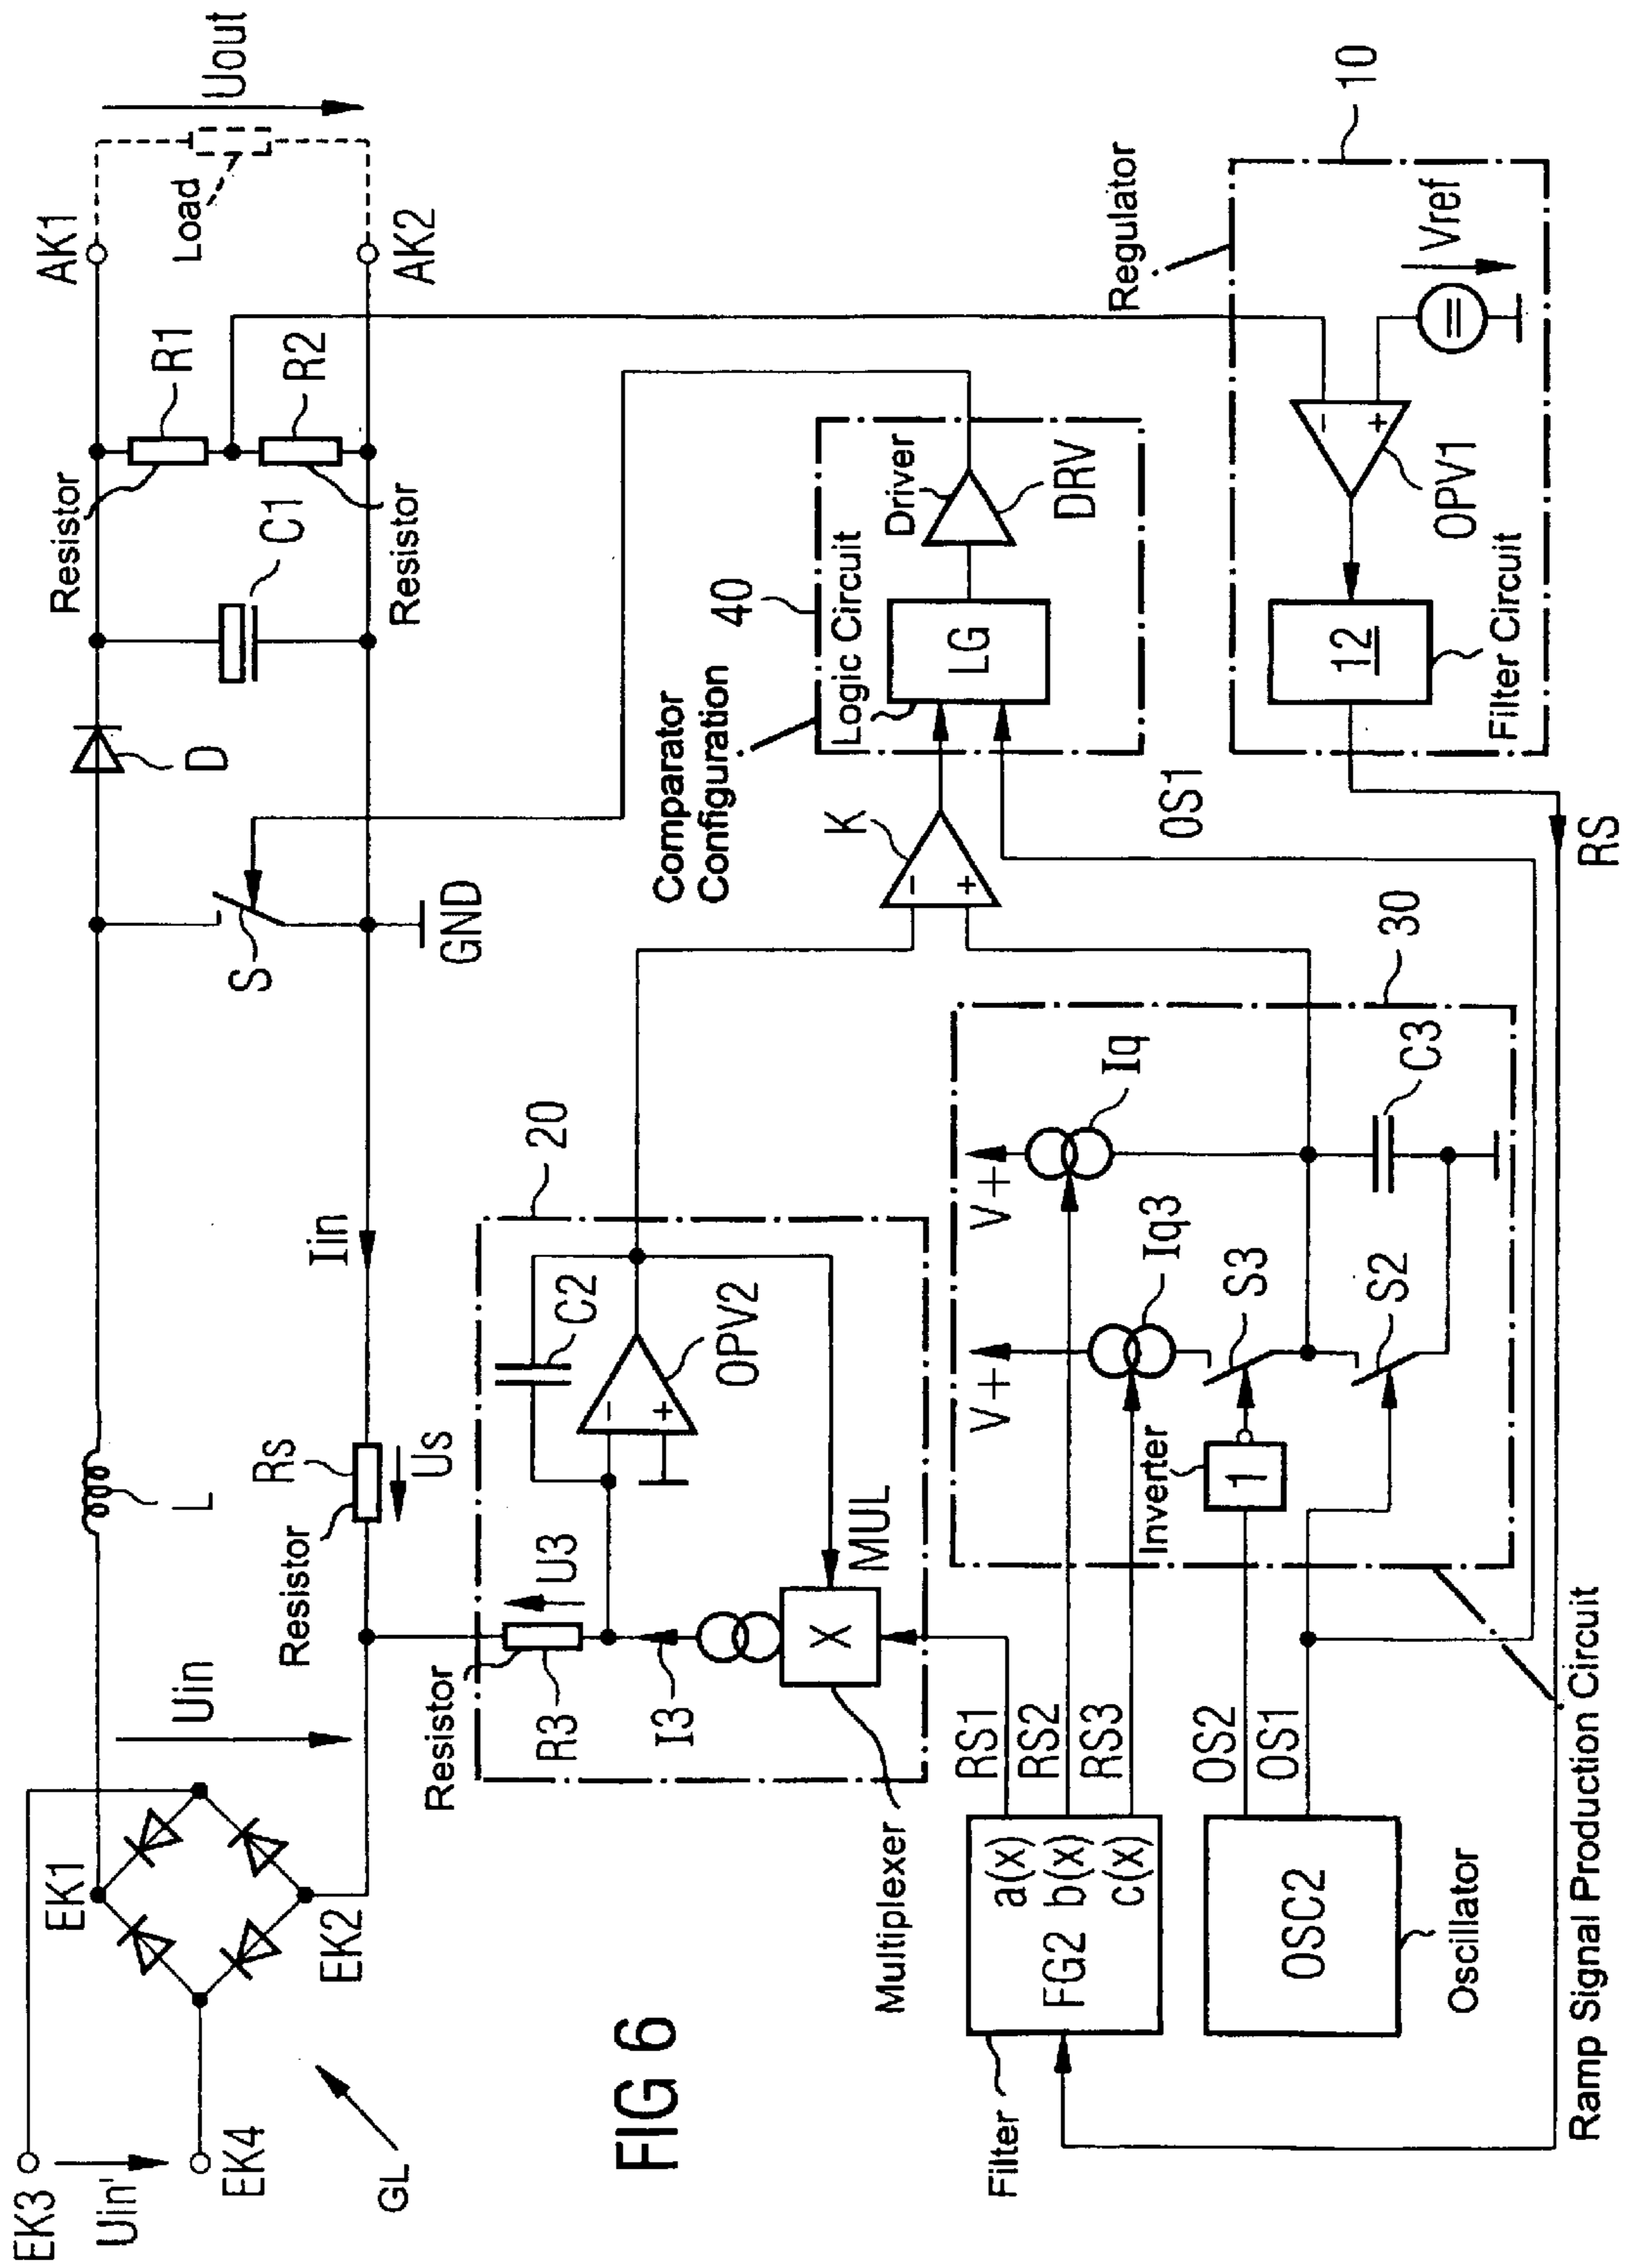 EK3
Uin'
EK4
GL
EK1
EK2
Uin
L
Resistor
Rs
Us
Iin
S
GND
D
Resistor
C1
Resistor
R1
R2
AK1
Load
AK2
Uout
20
Resistor
R3
U3
I3
C2
OPV2
X
MUL
Multiplexer
-
+
K
-
+
Comparator
Configuration
40
Logic Circuit
LG
Driver
DRV
OS1
Regulator
10
Vref
=
-
+
OPV1
12
Filter Circuit
RS
FIG 6
Filter
FG2
a(x)
b(x)
c(x)
RS1
RS2
RS3
OSC2
Oscillator
OS2
OS1
Inverter
1
V+
V+
Iq3
Iq
S3
S2
C3
30
Ramp Signal Production Circuit